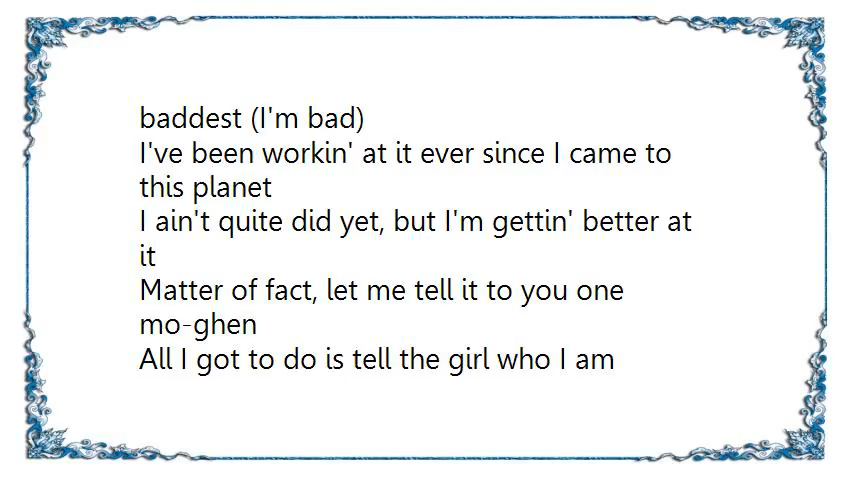 baddest (I'm bad)
I've been workin' at it ever since I came to
this planet
I ain't quite did yet, but I'm gettin' better at
it
Matter of fact, let me tell it to you one
mo-ghen
All I got to do is tell the girl who I am